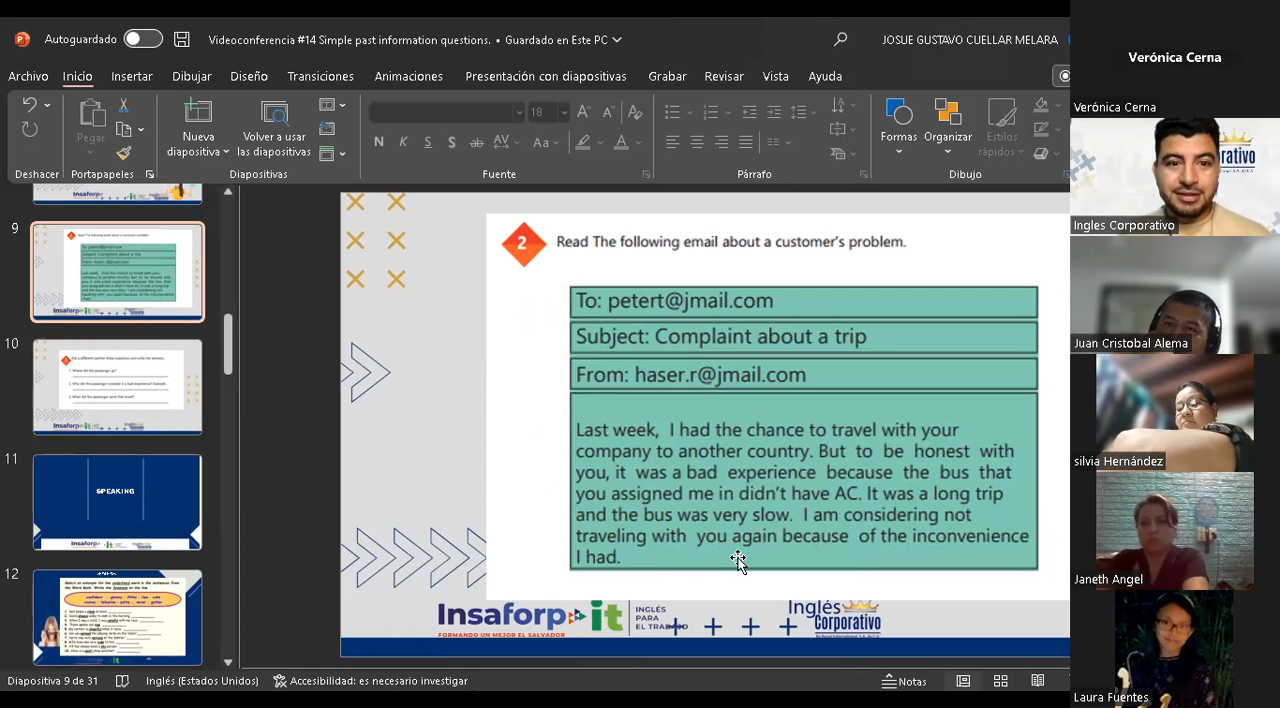 Autoguardado
Videoconferencia #14 Simple past information questions. • Guardado en Este PC
JOSUE GUSTAVO CUELLAR MELARA
Archivo Inicio Insertar Dibujar Diseño Transiciones Animaciones Presentación con diapositivas Grabar Revisar Vista Ayuda
Pegar
Nueva
diapositiva
Volver a usar
las diapositivas
18
N K S S ab AV Aa A
Formas Organizar Estilos
rápidos
Deshacer Portapapeles Diapositivas Fuente Párrafo Dibujo
9
10
11
SPEAKING
12
2 Read The following email about a customer's problem.
To: petert@jmail.com
Subject: Complaint about a trip
From: haser.r@jmail.com
Last week, I had the chance to travel with your
company to another country. But to be honest with
you, it was a bad experience because the bus that
you assigned me in didn't have AC. It was a long trip
and the bus was very slow. I am considering not
traveling with you again because of the inconvenience
I had.
Insaforp it
FORMANDO UN MEJOR EL SALVADOR
INGLÉS
PARA
EL TRABAJO
Inglés
Corporativo
Diapositiva 9 de 31 Inglés (Estados Unidos) Accesibilidad: es necesario investigar Notas
Verónica Cerna
Verónica Cerna
Ingles Corporativo
Juan Cristobal Alema
silvia Hernández
Janeth Angel
Laura Fuentes